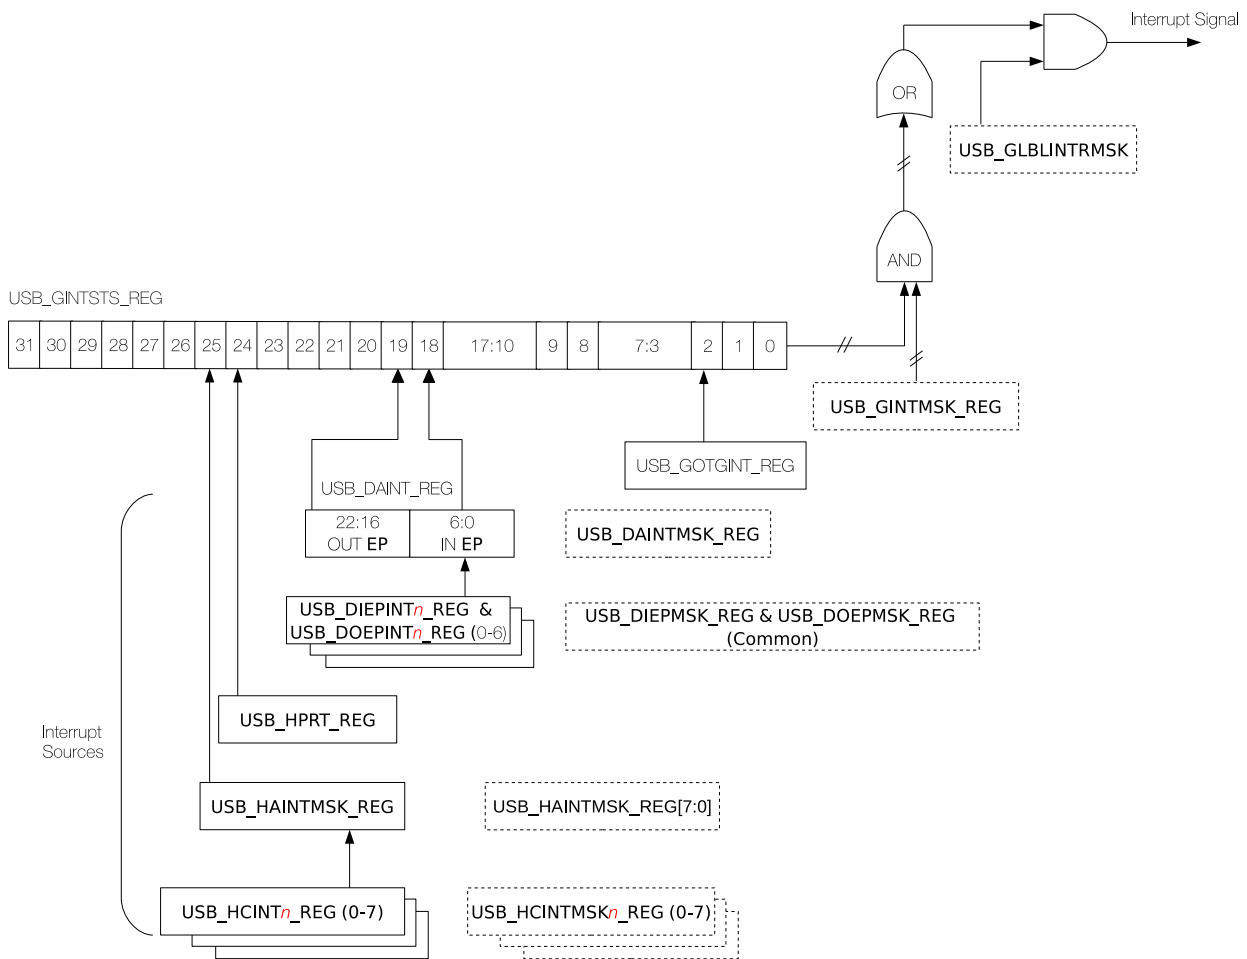 Interrupt Signal
OR
USB_GLBLINTRMSK
AND
USB_GINTSTS_REG
31 30 29 28 27 26 25 24 23 22 21 20 19 18 17:10 9 8 7:3 2 1 0
USB_GINTMSK_REG
USB_GOTGINT_REG
USB_DAINT_REG
22:16
OUT EP
6:0
IN EP
USB_DAINTMSK_REG
USB_DIEPINTn_REG &
USB_DOEPINTn_REG (0-6)
USB_DIEPMSK_REG & USB_DOEPMSK_REG
(Common)
USB_HPRT_REG
Interrupt
Sources
USB_HAINTMSK_REG
USB_HAINTMSK_REG[7:0]
USB_HCINTn_REG (0-7)
USB_HCINTMSKn_REG (0-7)